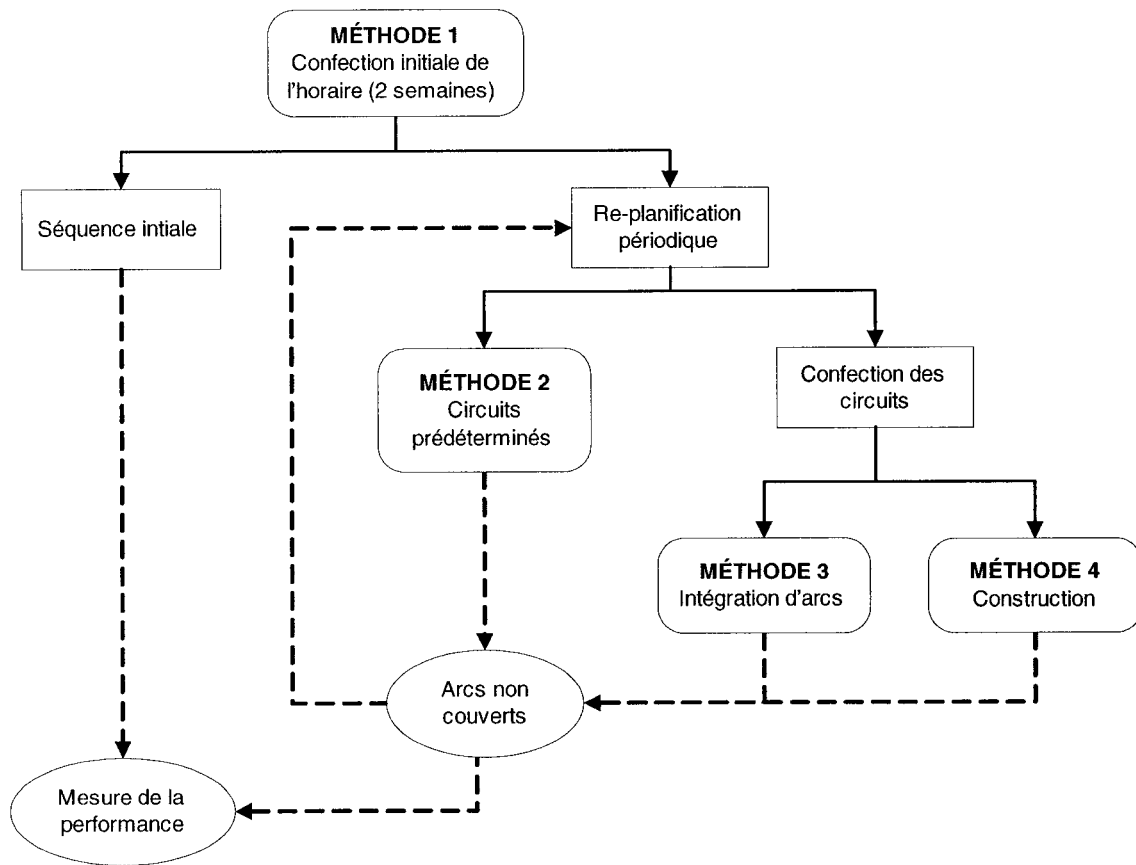 MÉTHODE 1
Confection initiale de
l'horaire (2 semaines)
Séquence intiale
Re-planification
périodique
MÉTHODE 2
Circuits
prédéterminés
Confection des
circuits
MÉTHODE 3
Intégration d'arcs
MÉTHODE 4
Construction
Arcs non
couverts
Mesure de la
performance